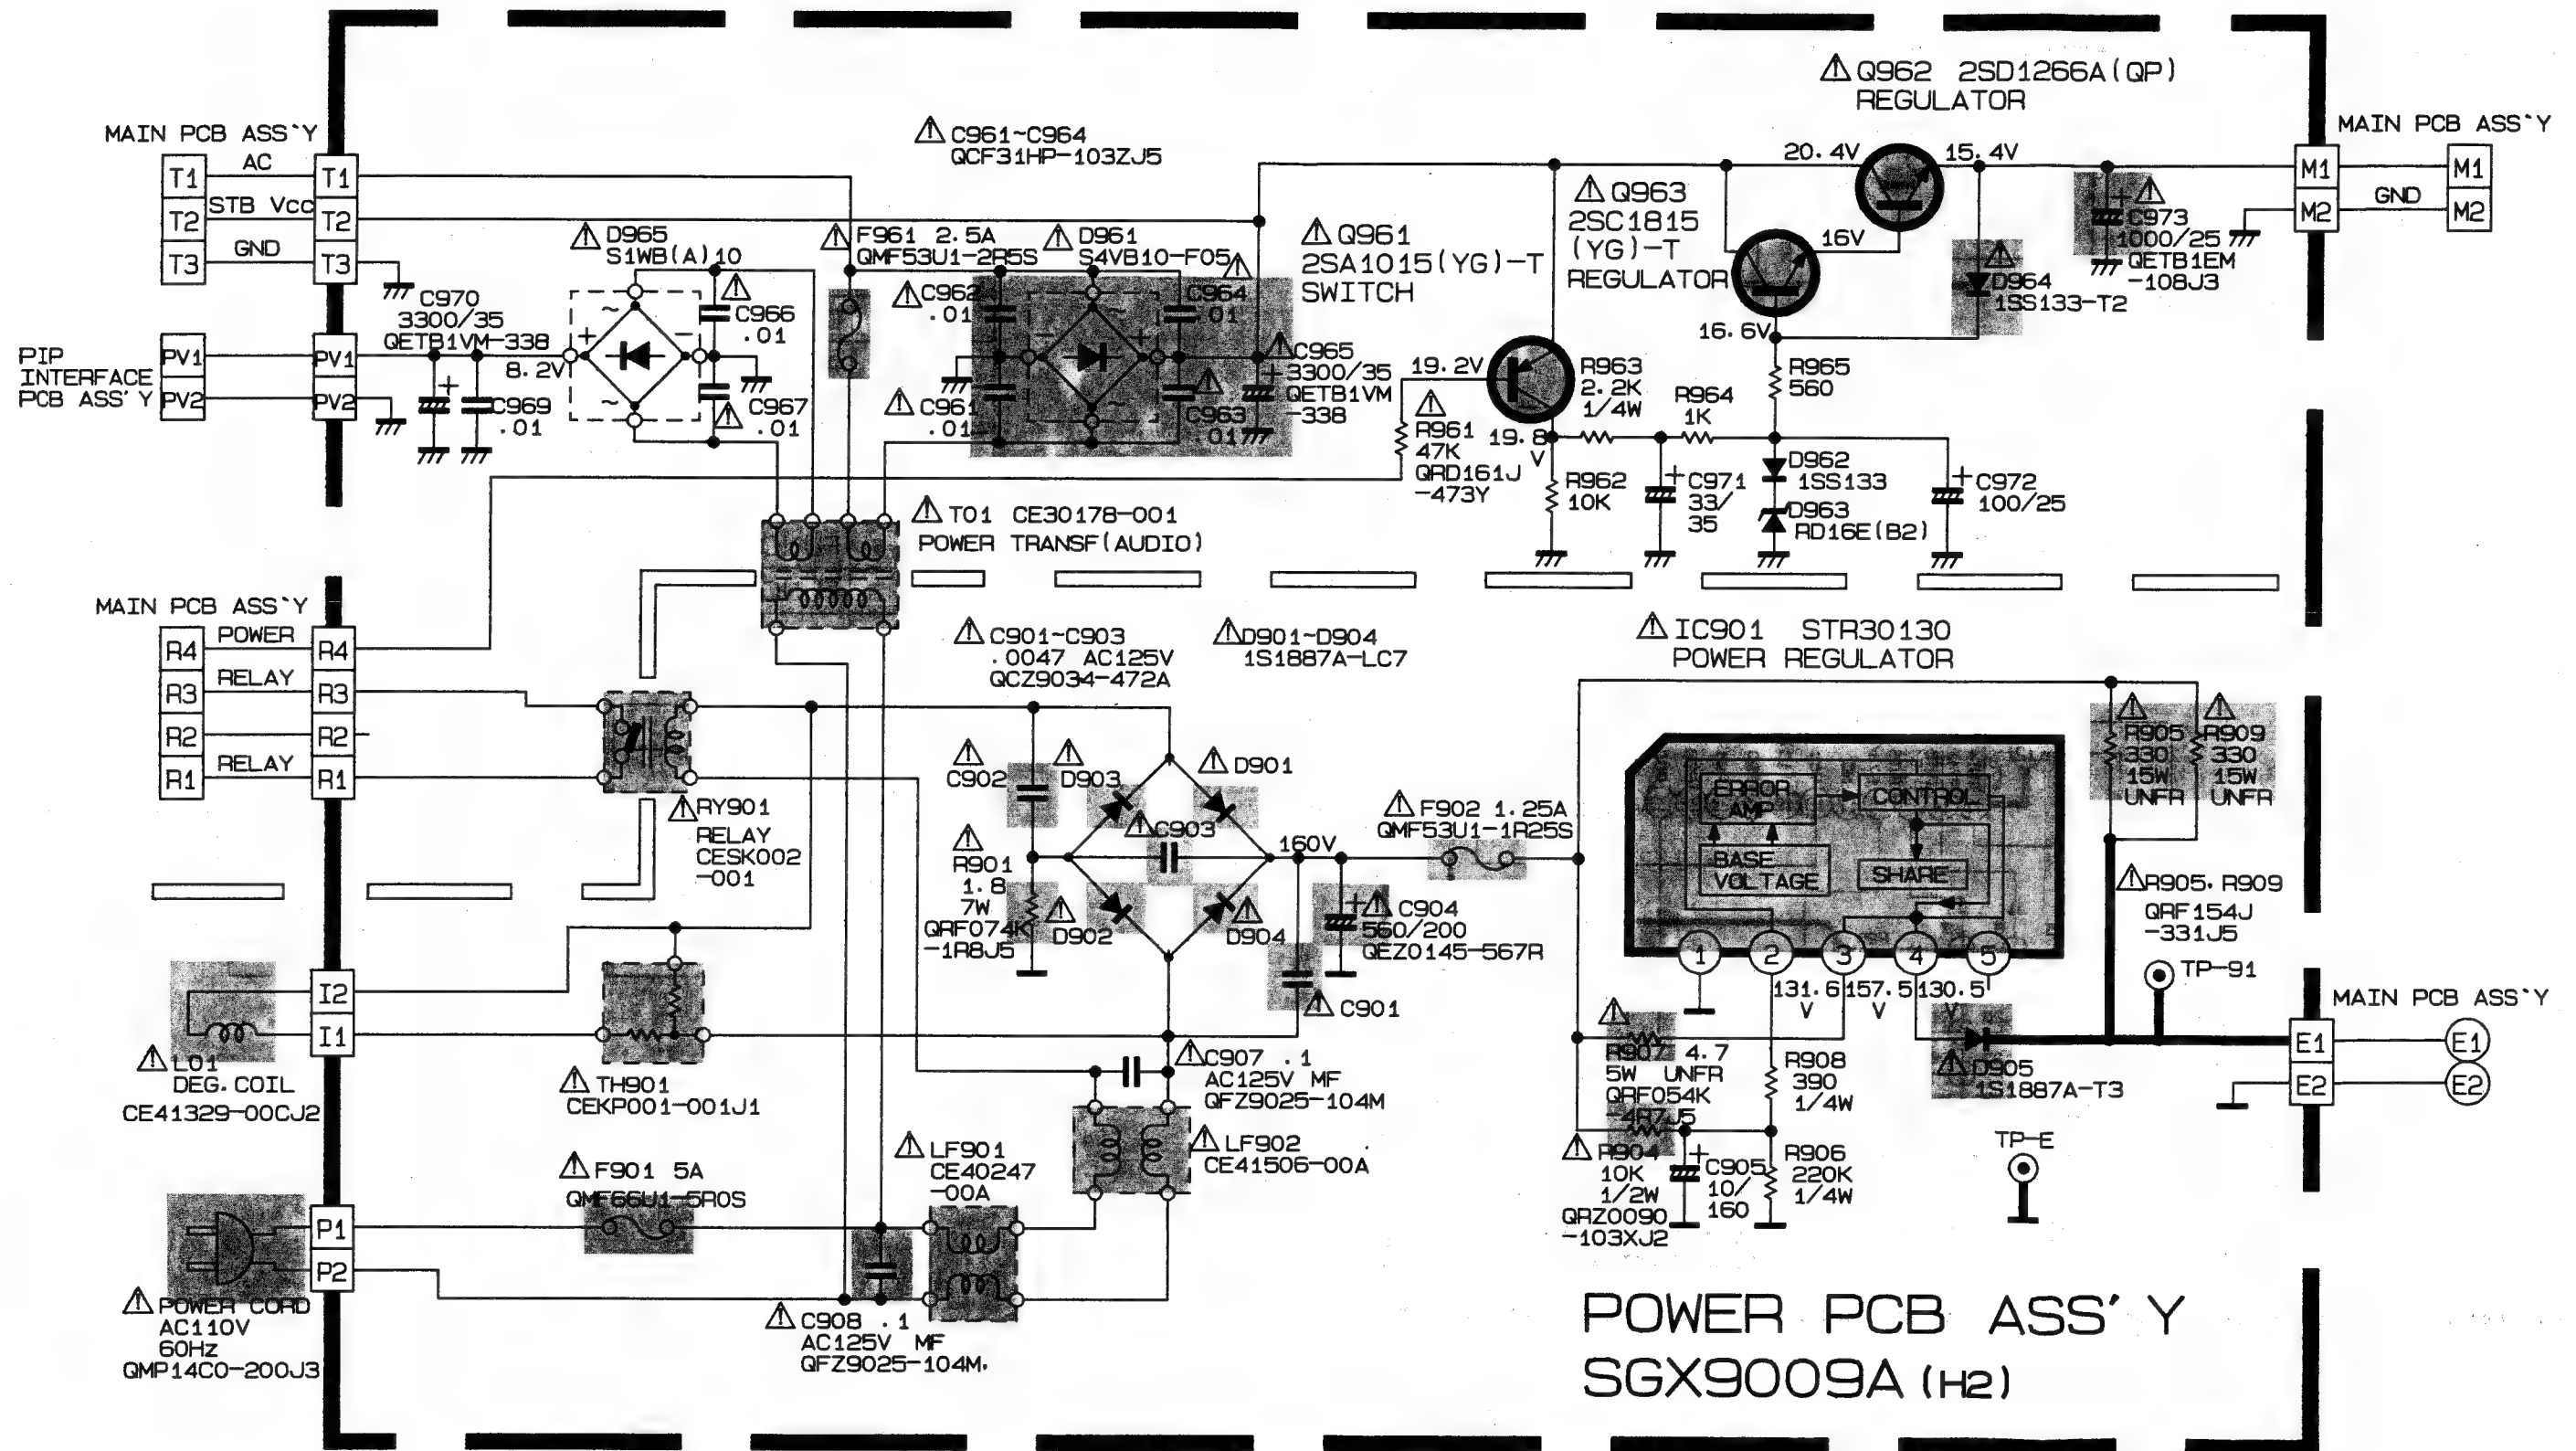 ⚠ Q962 2SD1266A(QP)
REGULATOR
MAIN PCB ASS`Y
T1 AC T1
T2 STB Vcc T2
T3 GND T3
⚠ C961~C964
QCF31HP-103ZJ5
20.4V
15.4V
MAIN PCB ASS`Y
M1 M1
M2 GND M2
⚠ D965
S1WB(A)10
⚠ F961 2.5A
QMF53U1-2R5S
⚠ D961
S4VB10-F05
⚠ Q961
2SA1015(YG)-T
SWITCH
⚠ Q963
2SC1815
(YG)-T
REGULATOR
16V
16.6V
⚠ C973
1000/25
QETB1EM
-108J3
⚠ D964
1SS133-T2
C970
3300/35
QETB1VM-338
8.2V
C969
.01
⚠ C966
.01
⚠ C967
.01
⚠ C962
.01
⚠ C964
.01
⚠ C961
.01
⚠ C963
.01
⚠ C965
3300/35
QETB1VM
-338
PIP
INTERFACE
PCB ASS'Y
PV1 PV1
PV2 PV2
19.2V
⚠ R961
47K
QRD161J
-473Y
19.8
V
R963
2.2K
1/4W
R964
1K
R965
560
R962
10K
C971
33/
35
D962
1SS133
D963
RD16E(B2)
C972
100/25
⚠ T01 CE30178-001
POWER TRANSF(AUDIO)
MAIN PCB ASS`Y
R4 POWER R4
R3 RELAY R3
R2 R2
R1 RELAY R1
⚠ RY901
RELAY
CESK002
-001
⚠ C901~C903
.0047 AC125V
QCZ9034-472A
⚠ D901~D904
1S1887A-LC7
⚠ C902
⚠ D903
⚠ D901
⚠ C903
⚠ R901
1.8
7W
QRF074K
-1R8J5
⚠ D902
⚠ D904
160V
⚠ C904
560/200
QEZ0145-567R
⚠ C901
⚠ F902 1.25A
QMF53U1-1R25S
⚠ IC901 STR30130
POWER REGULATOR
ERROR
AMP
CONTROL
BASE
VOLTAGE
SHARE
1 2 3 4 5
131.6
V
157.5
V
130.5
V
⚠ R905
330
15W
UNFR
⚠ R909
330
15W
UNFR
⚠ R905. R909
QRF154J
-331J5
TP-91
MAIN PCB ASS`Y
E1 E1
E2 E2
⚠ D905
1S1887A-T3
⚠ R907 4.7
5W UNFR
QRF054K
-4R7J5
R908
390
1/4W
⚠ R904
10K
1/2W
QRZ0090
-103XJ2
C905
10/
160
R906
220K
1/4W
TP-E
I2
I1
⚠ L01
DEG.COIL
CE41329-00CJ2
⚠ TH901
CEKP001-001J1
⚠ C907 .1
AC125V MF
QFZ9025-104M
⚠ LF902
CE41506-00A
⚠ LF901
CE40247
-00A
⚠ F901 5A
QMF66U1-5R0S
P1
P2
⚠ POWER CORD
AC110V
60Hz
QMP14C0-200J3
⚠ C908 .1
AC125V MF
QFZ9025-104M.
POWER PCB ASS'Y
SGX9009A (H2)